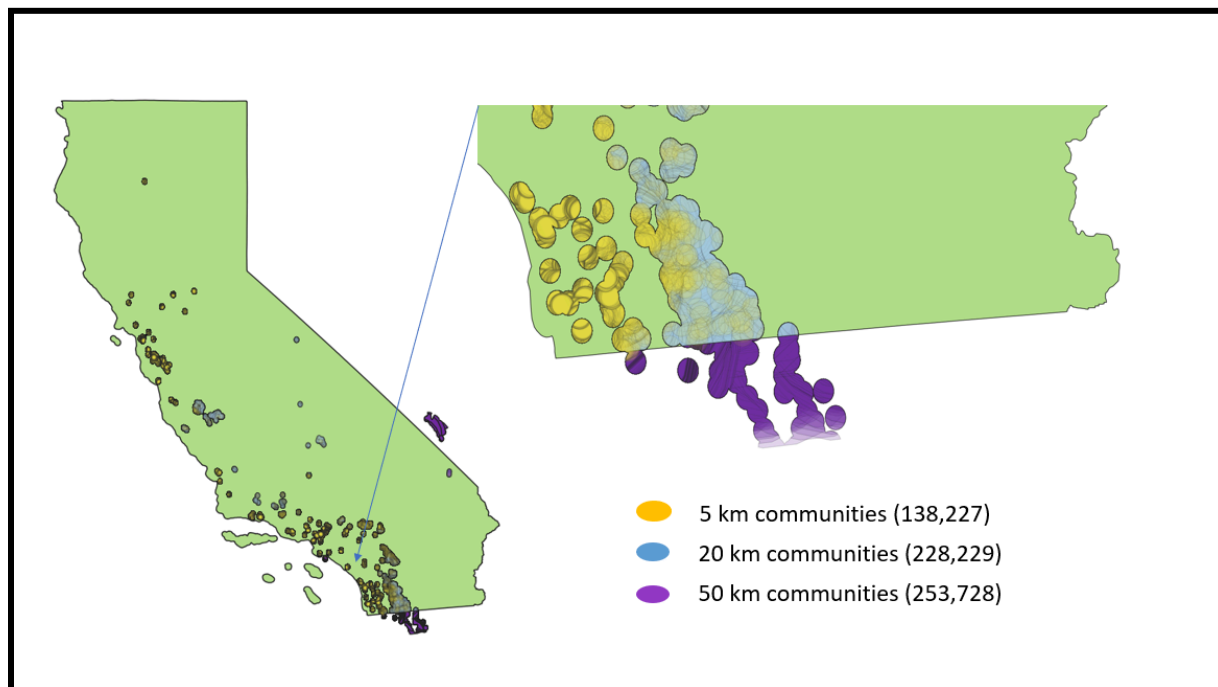 5 km communities (138,227)
20 km communities (228,229)
50 km communities (253,728)